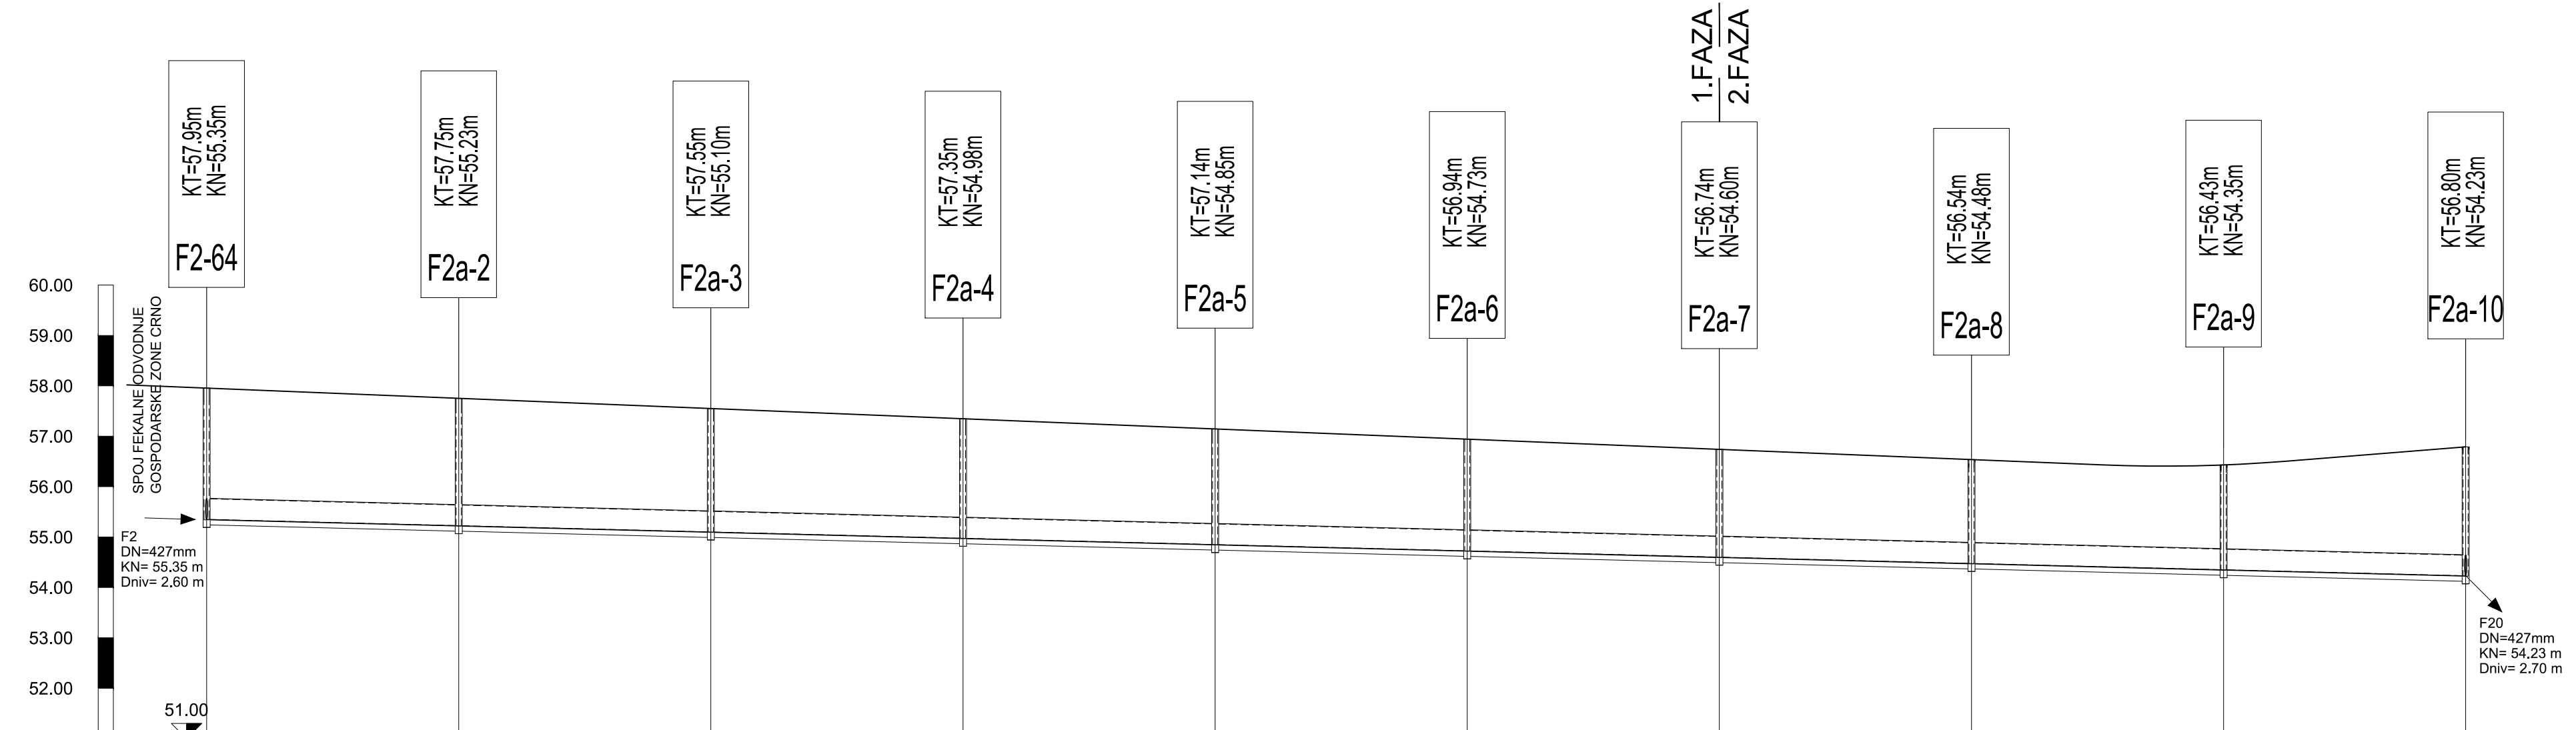 1.FAZA
2.FAZA
KT=57.95m
KN=55.35m
F2-64
KT=57.75m
KN=55.23m
F2a-2
KT=57.55m
KN=55.10m
F2a-3
KT=57.35m
KN=54.98m
F2a-4
KT=57.14m
KN=54.85m
F2a-5
KT=56.94m
KN=54.73m
F2a-6
KT=56.74m
KN=54.60m
F2a-7
KT=56.54m
KN=54.48m
F2a-8
KT=56.43m
KN=54.35m
F2a-9
KT=56.80m
KN=54.23m
F2a-10
60.00
59.00
58.00
57.00
56.00
55.00
54.00
53.00
52.00
51.00
SPOJ FEKALNE ODVODNJE
GOSPODARSKE ZONE CRNO
F2
DN=427mm
KN= 55.35 m
Dniv= 2.60 m
F20
DN=427mm
KN= 54.23 m
Dniv= 2.70 m